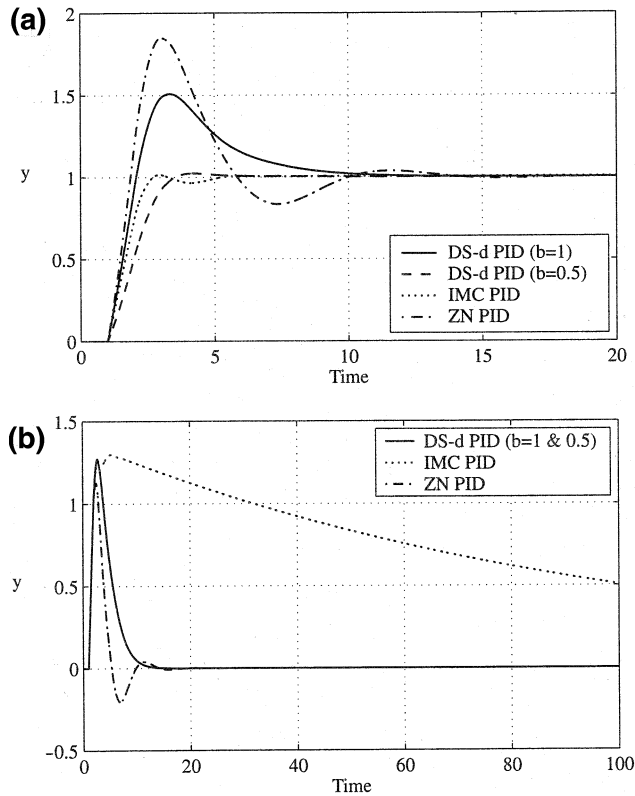 (a)
2
1.5
y
1
0.5
0
DS-d PID (b=1)
DS-d PID (b=0.5)
IMC PID
ZN PID
0 5 10 15 20
Time
(b)
1.5
1
y
0.5
0
-0.5
DS-d PID (b=1 & 0.5)
IMC PID
ZN PID
0 20 40 60 80 100
Time